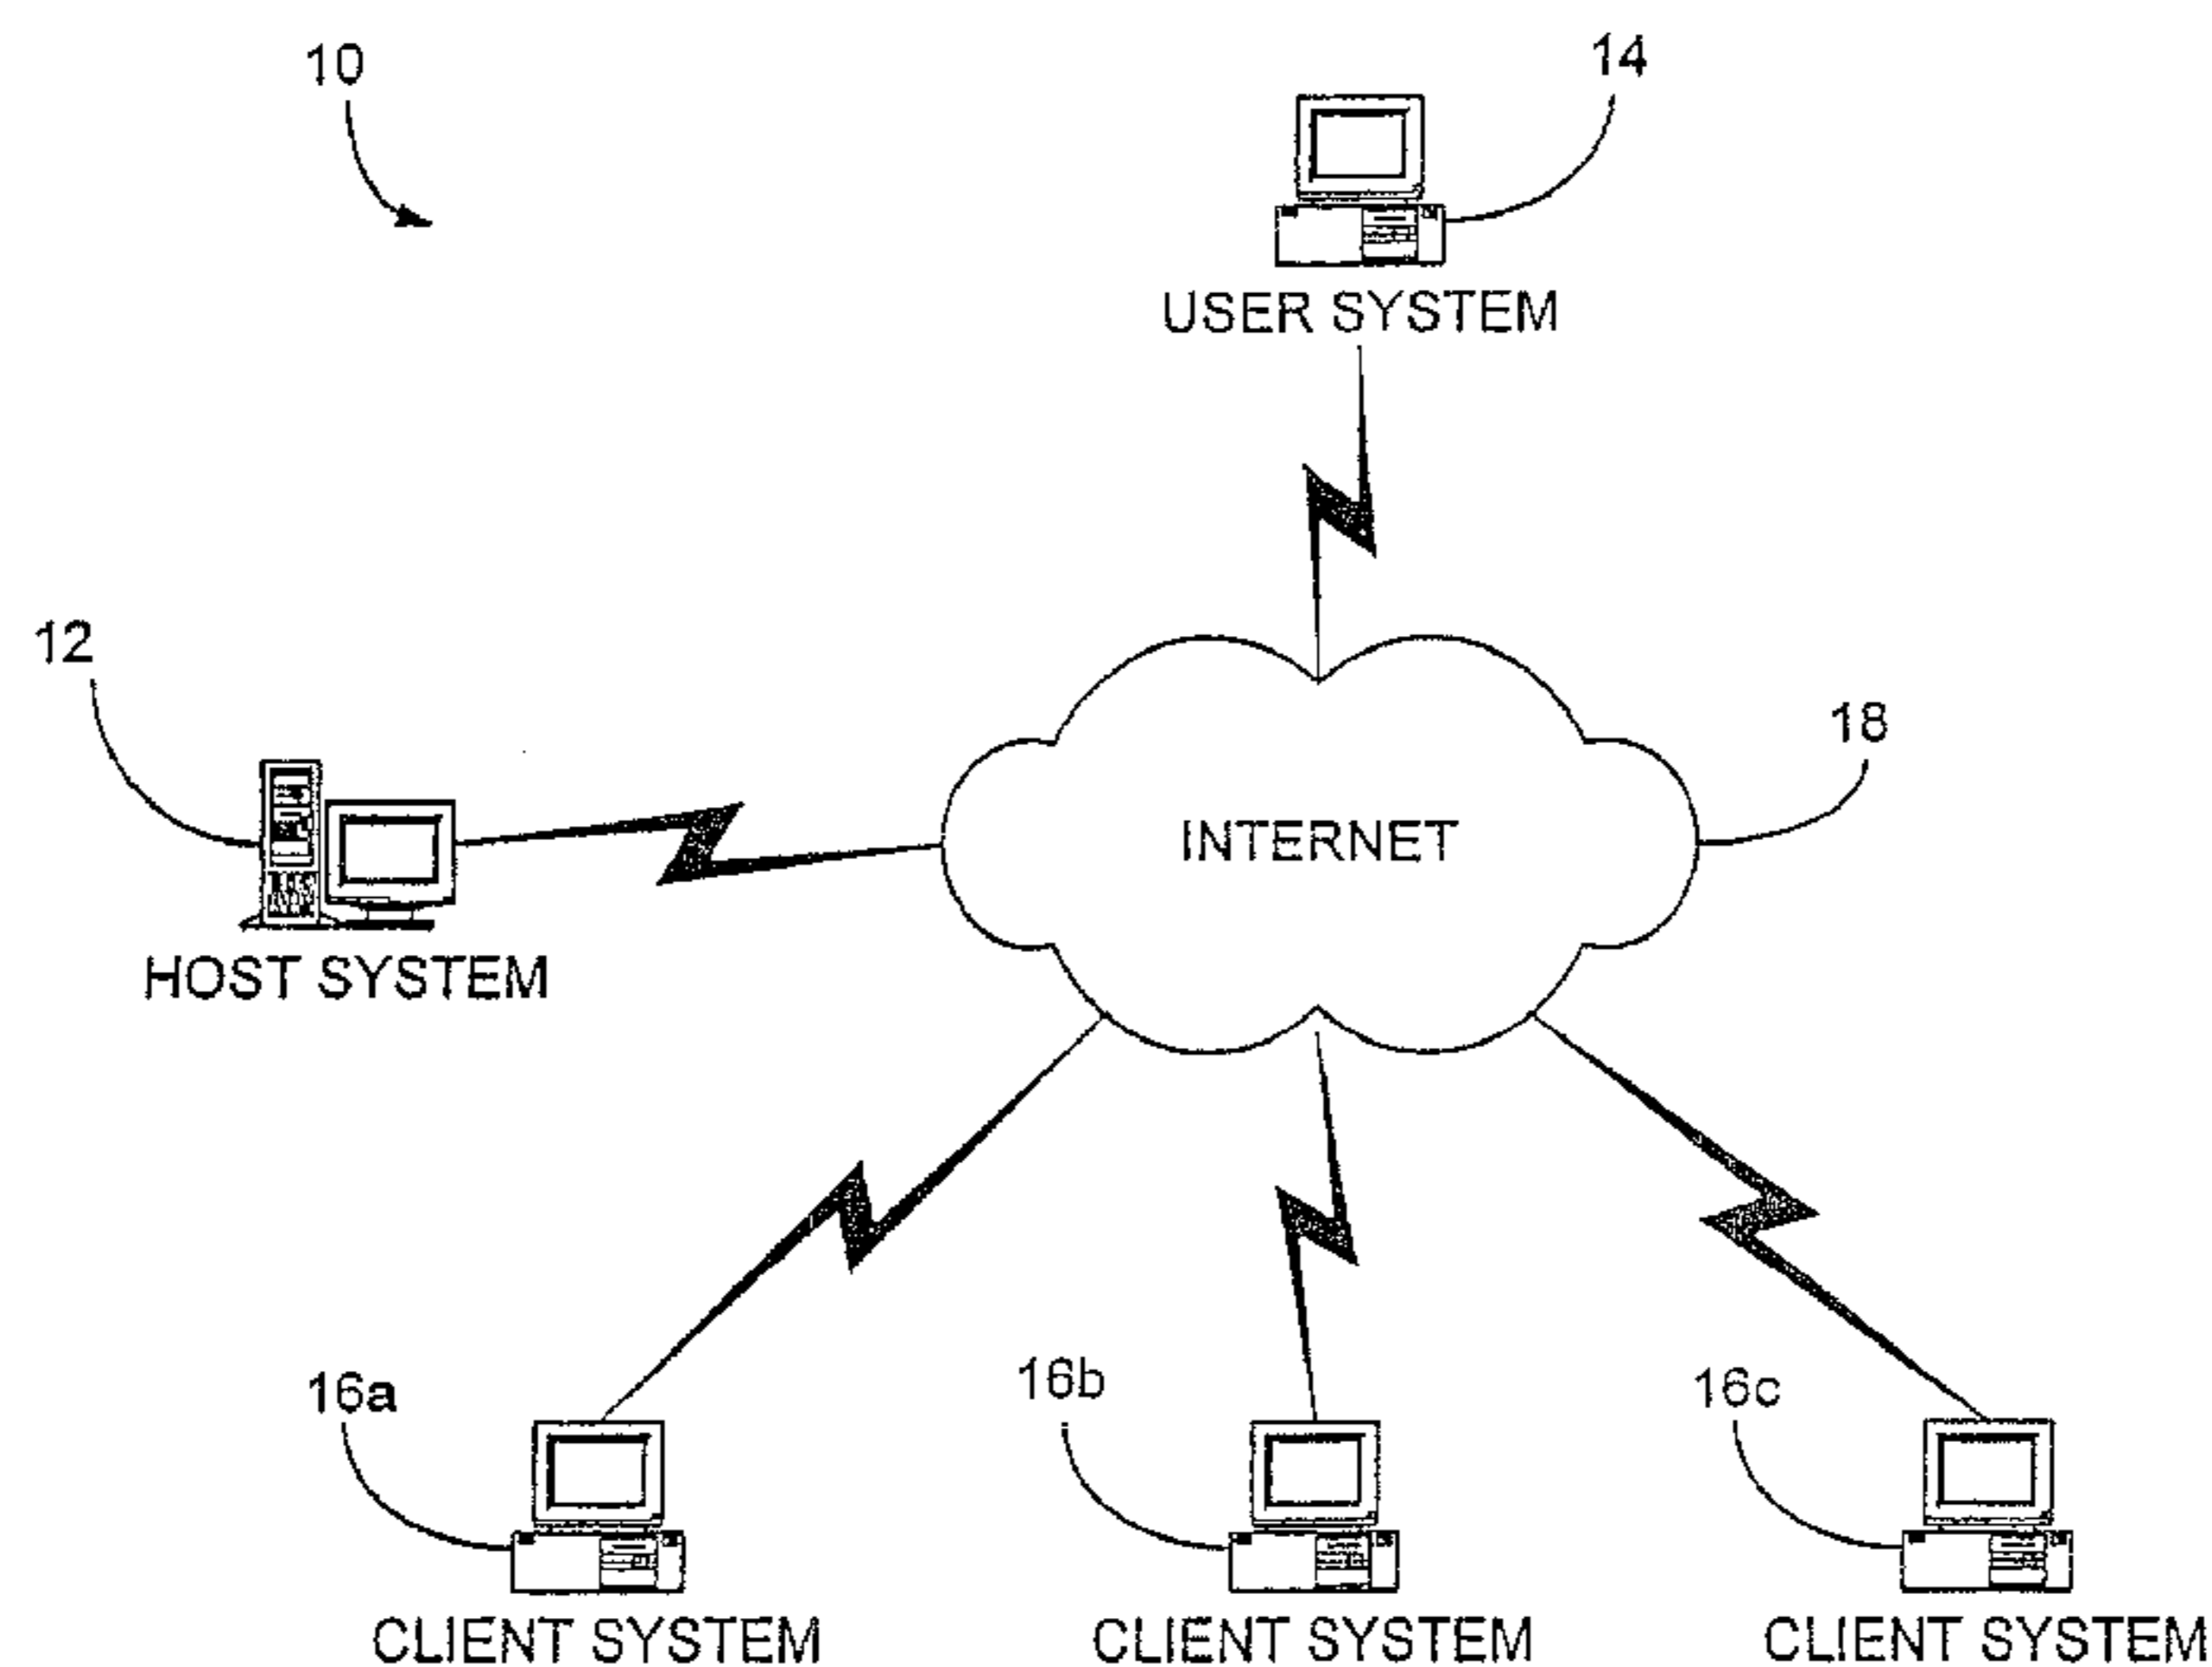 10
14
USER SYSTEM
12
18
INTERNET
HOST SYSTEM
16a
16b
16c
CLIENT SYSTEM
CLIENT SYSTEM
CLIENT SYSTEM